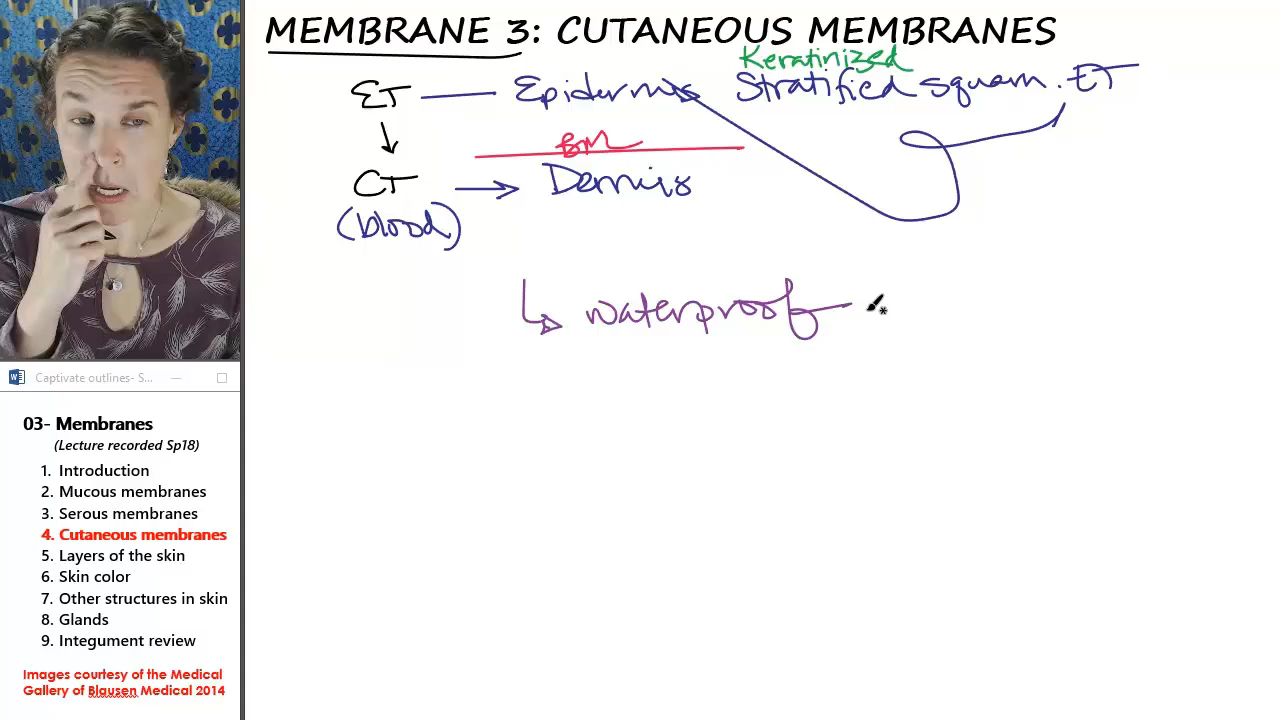 MEMBRANE 3: CUTANEOUS MEMBRANES
Keratinized
ET Epidermis Stratified squam. ET
BM
CT Dermis
(blood)
waterproof
Captivate outlines- S...
03- Membranes
(Lecture recorded Sp18)
1. Introduction
2. Mucous membranes
3. Serous membranes
4. Cutaneous membranes
5. Layers of the skin
6. Skin color
7. Other structures in skin
8. Glands
9. Integument review
Images courtesy of the Medical
Gallery of Blausen Medical 2014